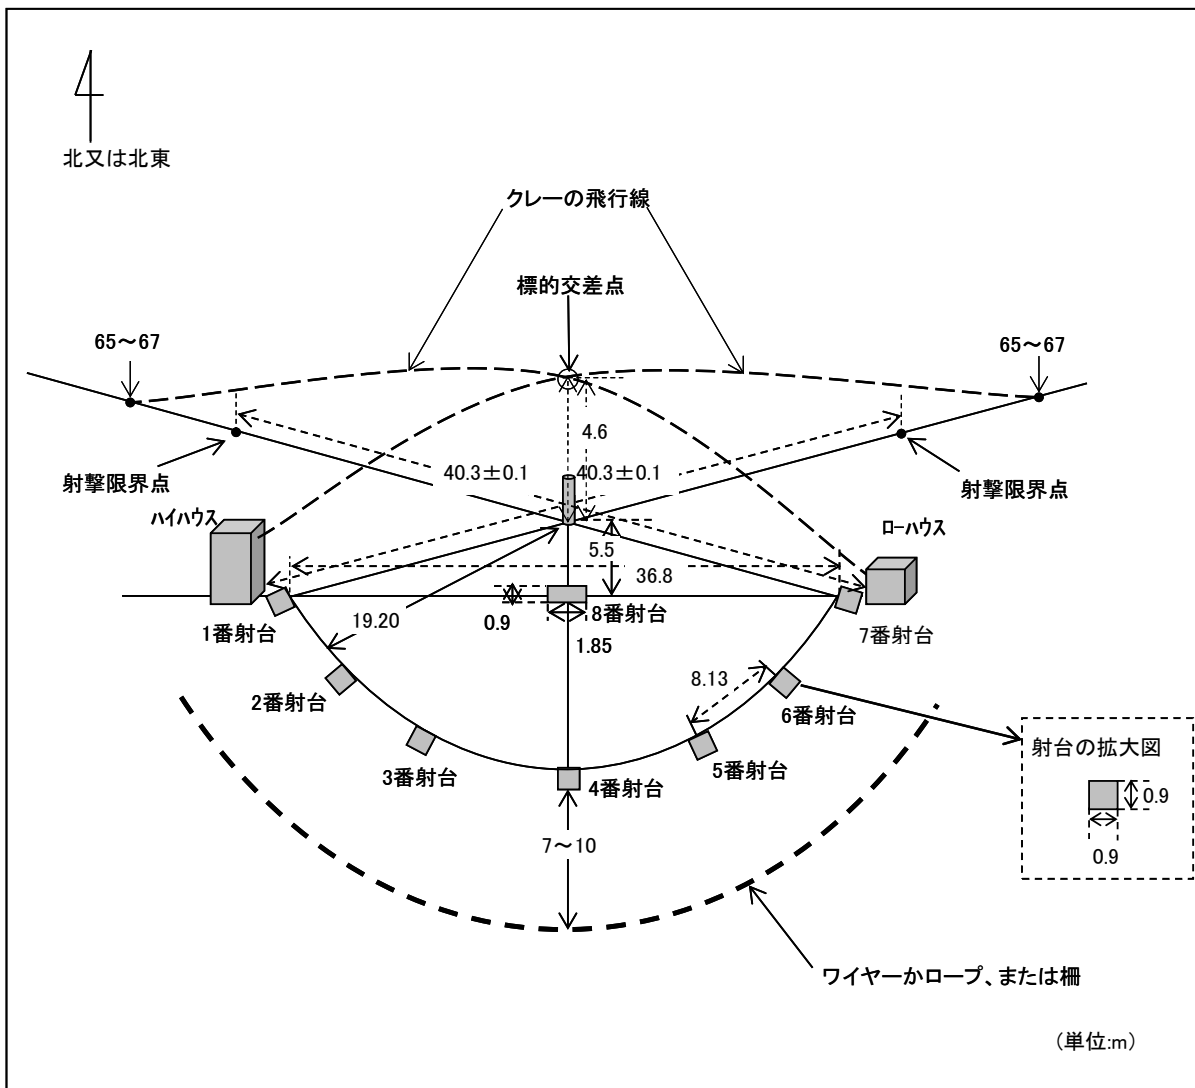 北又は北東
クレーの飛行線
標的交差点
65～67
65～67
4.6
射撃限界点
40.3±0.1
40.3±0.1
射撃限界点
ハイハウス
ローハウス
5.5
36.8
1番射台
19.20
0.9
8番射台
7番射台
1.85
2番射台
8.13
6番射台
3番射台
4番射台
5番射台
射台の拡大図
0.9
0.9
7～10
ワイヤーかロープ、または柵
（単位:m）